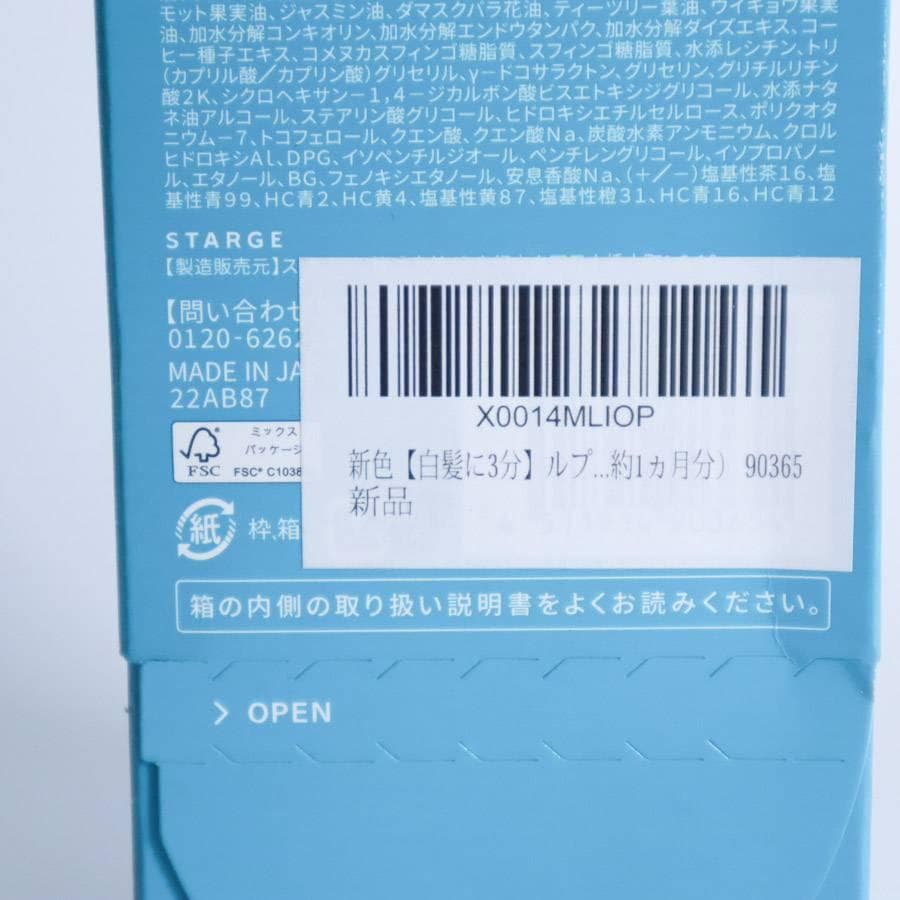 モット果実油、ジャスミン油、ダマスクバラ花油、ティーツリー葉油、ウイキョウ果実
油、加水分解コンキオリン、加水分解エンドウタンパク、加水分解ダイズエキス、コー
ヒー種子エキス、コメヌカスフィンゴ糖脂質、スフィンゴ糖脂質、水添レシチン、トリ
(カプリル酸／カプリン酸)グリセリル、γ–ドコサラクトン、グリセリン、グリチルリチン
酸2K、シクロヘキサン–1,4–ジカルボン酸ビスエトキシジグリコール、水添ナタ
ネ油アルコール、ステアリン酸グリコール、ヒドロキシエチルセルロース、ポリクオタ
ニウム–7、トコフェロール、クエン酸、クエン酸Na、炭酸水素アンモニウム、クロル
ヒドロキシAl、DPG、イソペンチルジオール、ペンチレングリコール、イソプロパノー
ル、エタノール、BG、フェノキシエタノール、安息香酸Na、(＋／–)塩基性茶16、塩
基性青99、HC青2、HC黄4、塩基性黄87、塩基性橙31、HC青16、HC青12
STARGE
【製造販売元】ス
【問い合わせ
0120-6262
MADE IN JA
22AB87
ミックス
パッケージ
FSC
FSC® C1038
紙
枠、箱
X0014MLIOP
新色【白髪に3分】ルプ...約1ヵ月分） 90365
新品
箱の内側の取り扱い説明書をよくお読みください。
> OPEN